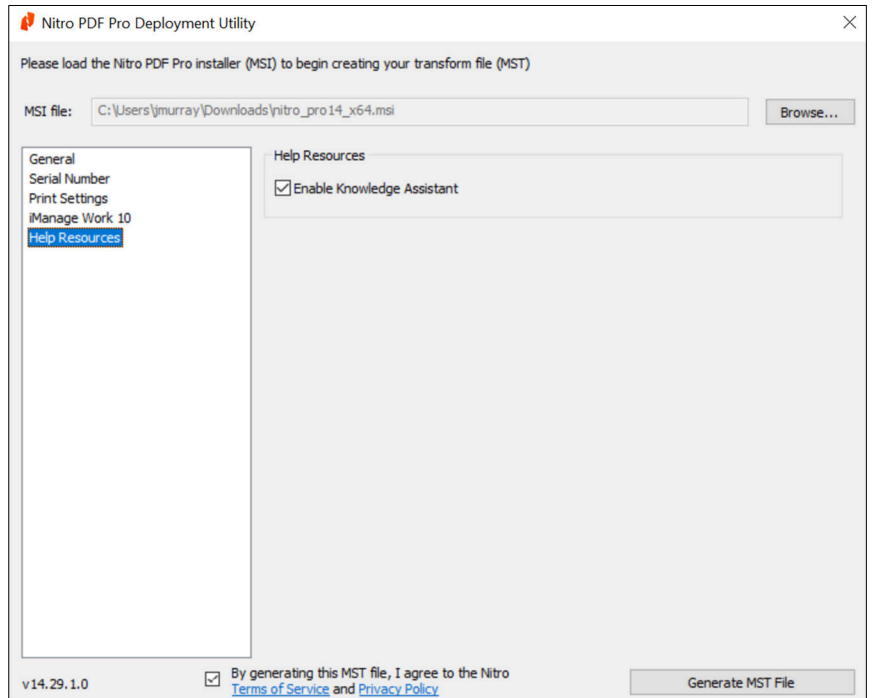 Nitro PDF Pro Deployment Utility
Please load the Nitro PDF Pro installer (MSI) to begin creating your transform file (MST)
MSI file: C:\Users\jmurray\Downloads\nitro_pro14_x64.msi Browse...
General
Serial Number
Print Settings
iManage Work 10
Help Resources
Help Resources
Enable Knowledge Assistant
v14.29.1.0
By generating this MST file, I agree to the Nitro
Terms of Service and Privacy Policy
Generate MST File